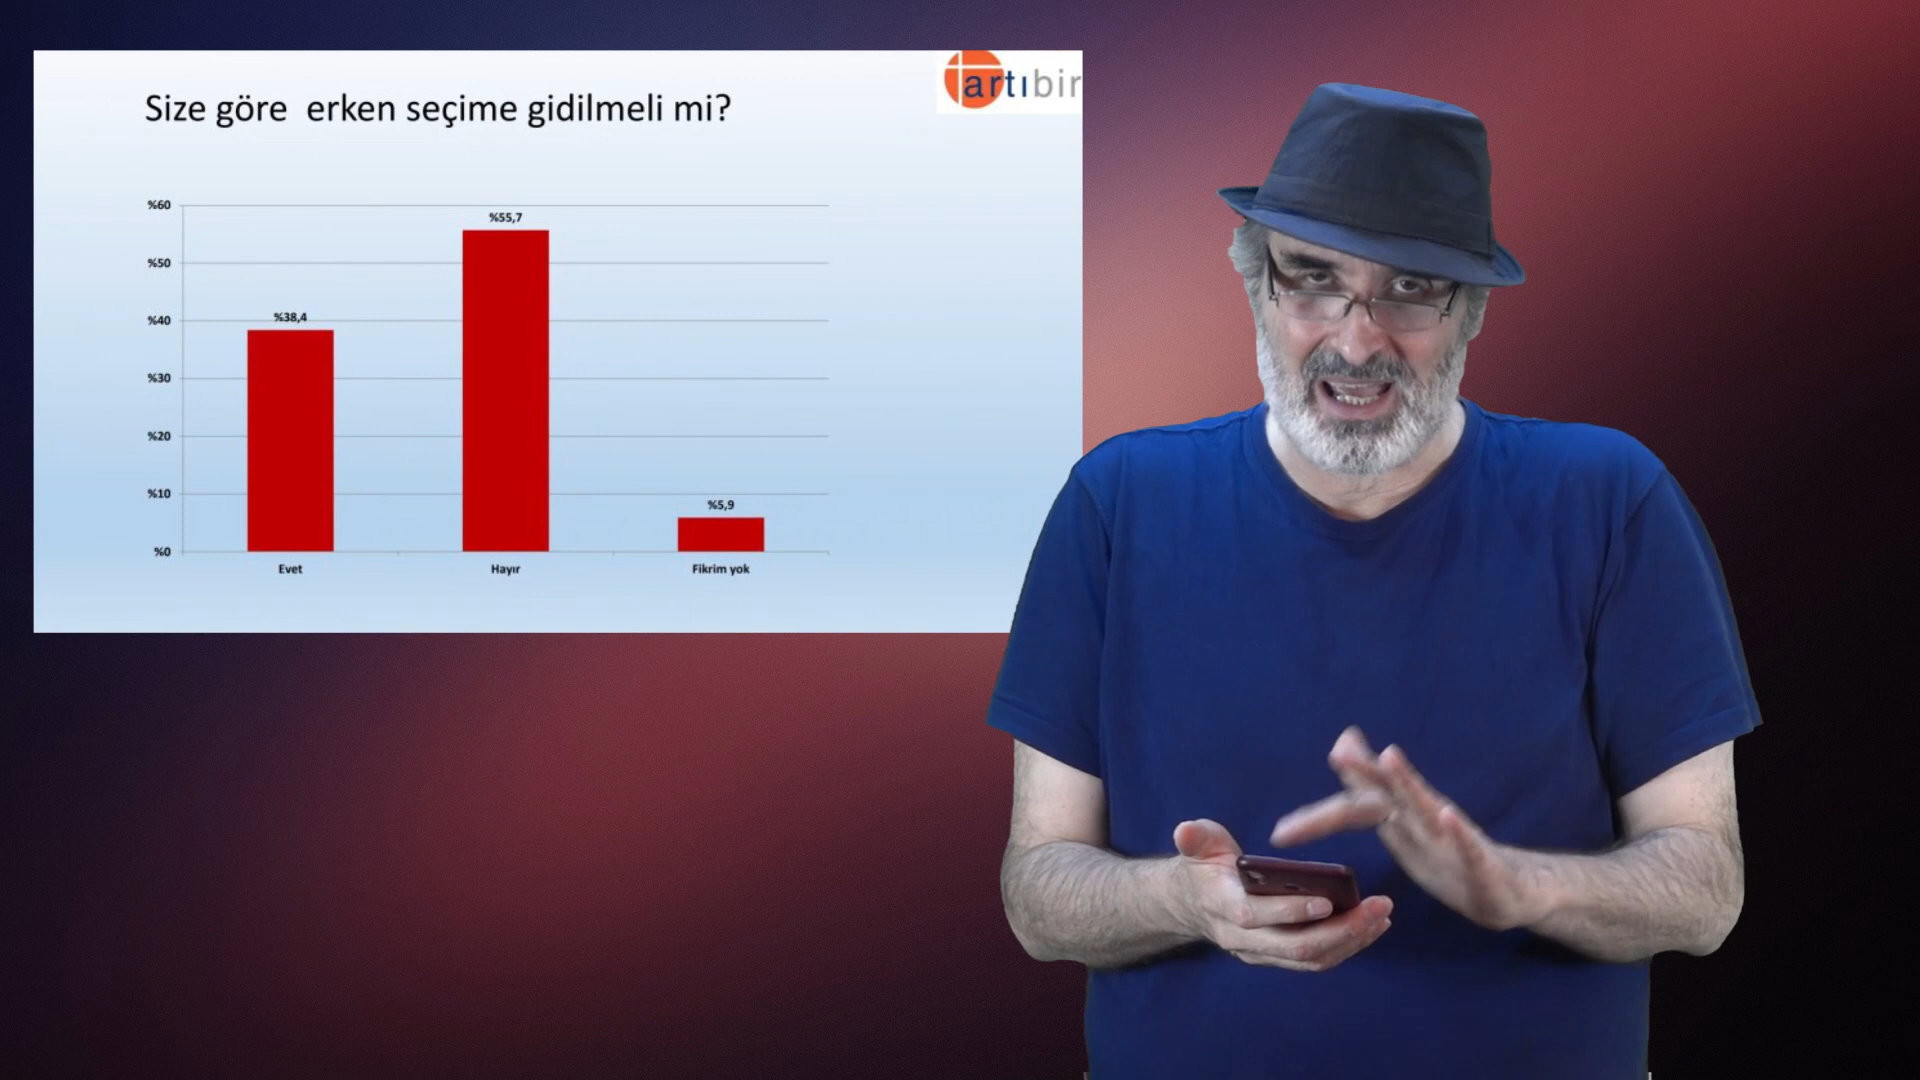 artıbir
Size göre erken seçime gidilmeli mi?
%60
%50
%40
%30
%20
%10
%0
%38,4
%55,7
%5,9
Evet
Hayır
Fikrim yok